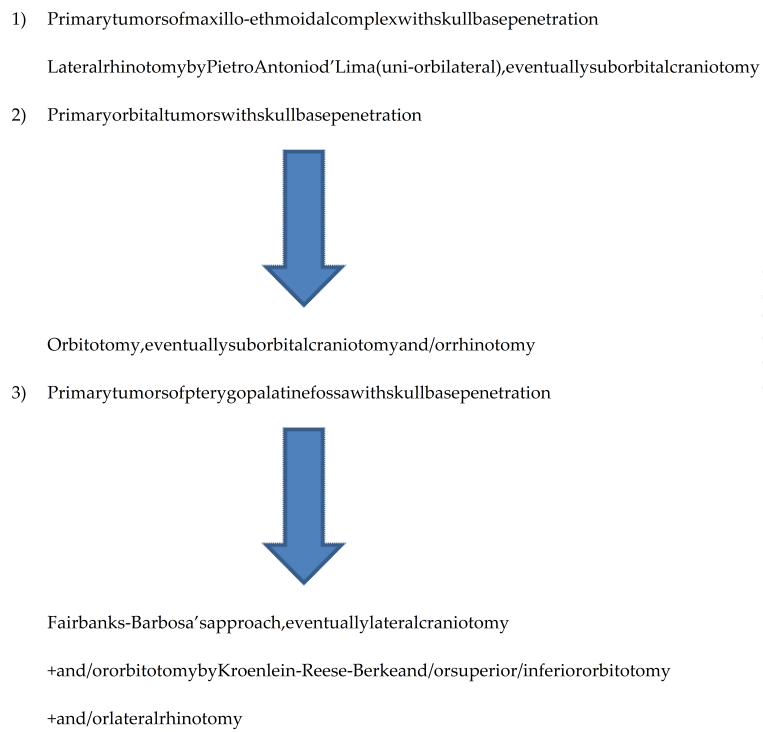 1) Primarytumorsofmaxillo-ethmoidalcomplexwithskullbasepenetration
LateralrhinotomybyPietroAntoniod’Lima(uni-orbilateral),eventuallysuborbitalcraniotomy
2) Primaryorbitaltumorswithskullbasepenetration
Orbitotomy,eventuallysuborbitalcraniotomyand/orrhinotomy
3) Primarytumorsofpterygopalatinefossawithskullbasepenetration
Fairbanks-Barbosa’sapproach,eventuallylateralcraniotomy
+and/ororbitotomybyKroenlein-Reese-Berkeand/orsuperior/inferiororbitotomy
+and/orlateralrhinotomy